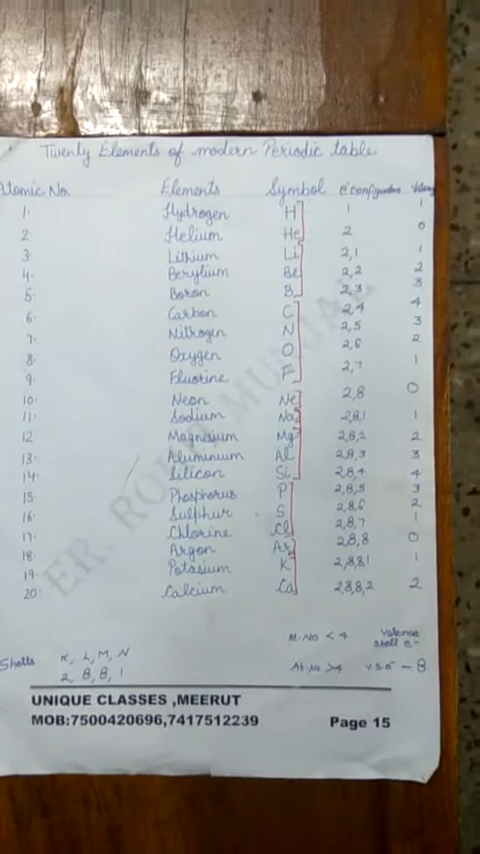 Twenty Elements of modern Periodic table
Atomic No. Elements Symbol e⁻configuration Valency
1. Hydrogen H 1
2 Helium He 2 0
3. Lithium Li 2,1 1
4. Berylium Be 2,2 2
5. Boron B 2,3 3
6. Carbon C 2,4 4
7. Nitrogen N 2,5 3
8. Oxygen O 2,6 2
9. Fluorine F 2,7 1
10. Neon Ne 2,8 0
11. Sodium Na 2,8,1 1
12 Magnesium Mg 2,8,2 2
13. Aluminium Al 2,8,3 3
14. Silicon Si 2,8,4 4
15. Phosphorus P 2,8,5 3
16. Sulphur S 2,8,6 2
17. Chlorine Cl 2,8,7 1
18. Argon Ar 2,8,8 0
19. Potasium K 2,8,8,1 1
20. Calcium Ca 2,8,8,2 2
At. No < 4 Valence shell e⁻
Shells K, L, M, N
2, 8, 8, 1
At. No >4 V.S.e⁻ - 8
UNIQUE CLASSES ,MEERUT
MOB:7500420696,7417512239 Page 15